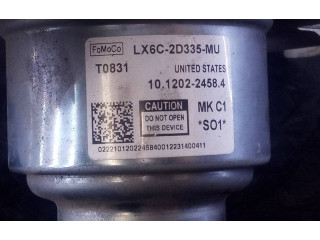 FoMoCo LX6C-2D335-MU
T0831 UNITED STATES
10.1202-2458.4
CAUTION
DO NOT OPEN
THIS DEVICE
MK C1
*SO1*
0222101202245840012231400411